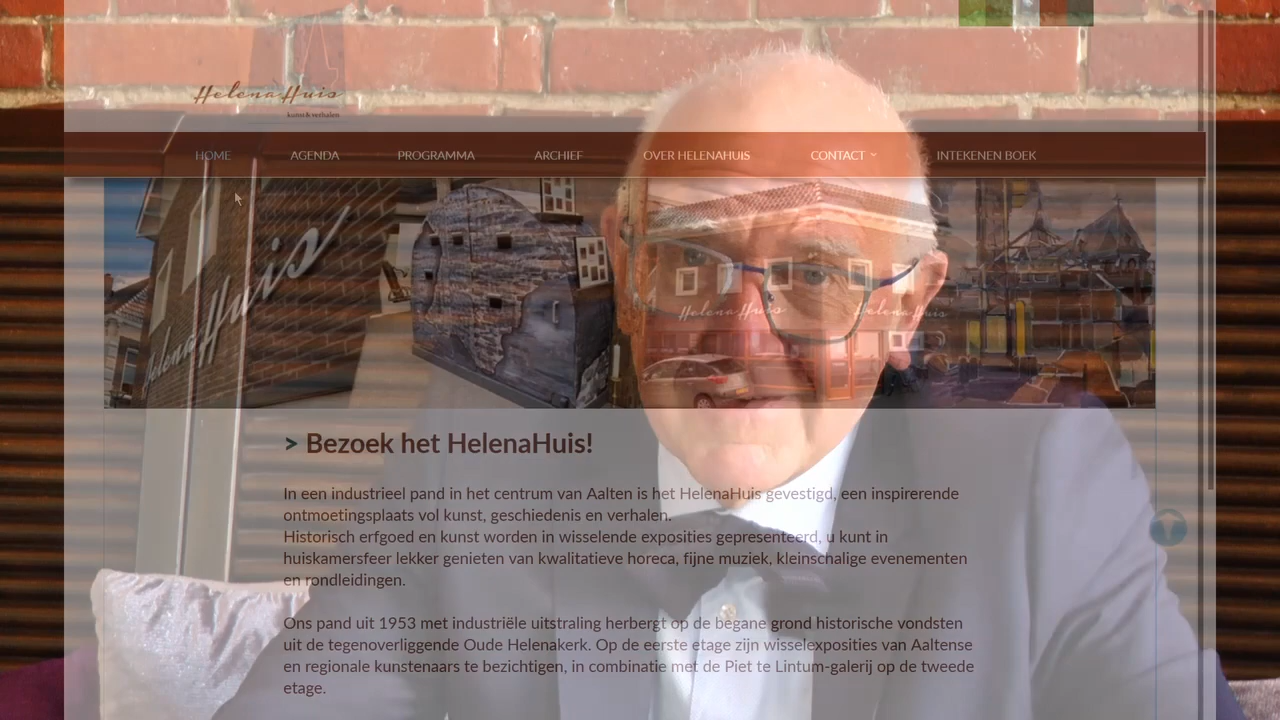 HelenaHuis
kunst & verhalen
HOME AGENDA PROGRAMMA ARCHIEF OVER HELENAHUIS CONTACT INTEKENEN BOEK
HelenaHuis
HelenaHuis HelenaHuis
> Bezoek het HelenaHuis!
In een industrieel pand in het centrum van Aalten is het HelenaHuis gevestigd, een inspirerende
ontmoetingsplaats vol kunst, geschiedenis en verhalen.
Historisch erfgoed en kunst worden in wisselende exposities gepresenteerd, u kunt in
huiskamersfeer lekker genieten van kwalitatieve horeca, fijne muziek, kleinschalige evenementen
en rondleidingen.
Ons pand uit 1953 met industriële uitstraling herbergt op de begane grond historische vondsten
uit de tegenoverliggende Oude Helenakerk. Op de eerste etage zijn wisselexposities van Aaltense
en regionale kunstenaars te bezichtigen, in combinatie met de Piet te Lintum-galerij op de tweede
etage.